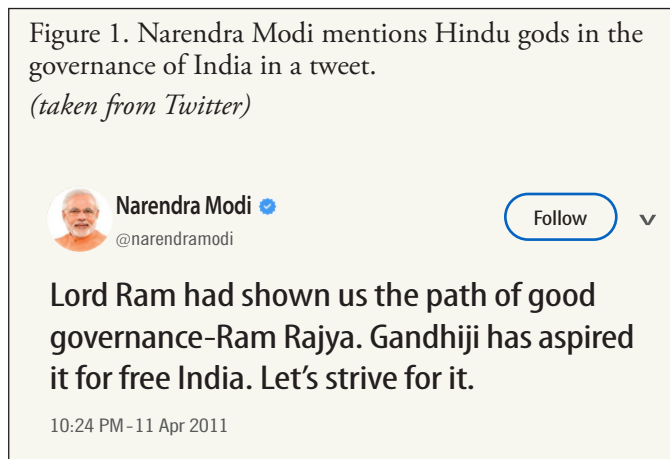 Figure 1. Narendra Modi mentions Hindu gods in the
governance of India in a tweet.
(taken from Twitter)
Narendra Modi
@narendramodi
Follow
Lord Ram had shown us the path of good
governance-Ram Rajya. Gandhiji has aspired
it for free India. Let's strive for it.
10:24 PM-11 Apr 2011